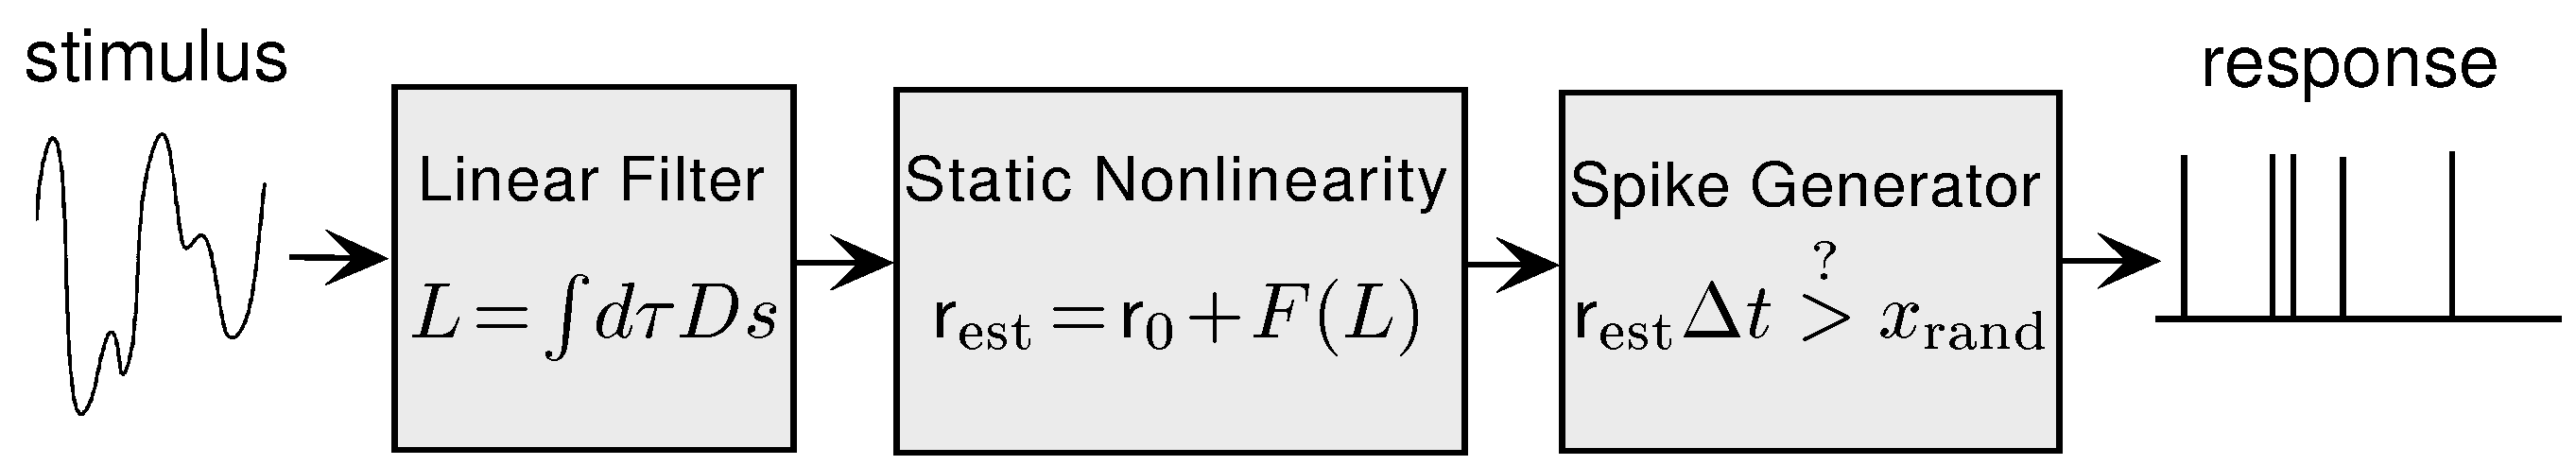 stimulus
Linear Filter
L = ∫ dτ D s
Static Nonlinearity
r_est = r_0 + F(L)
Spike Generator
?
r_est Δt > x_rand
response